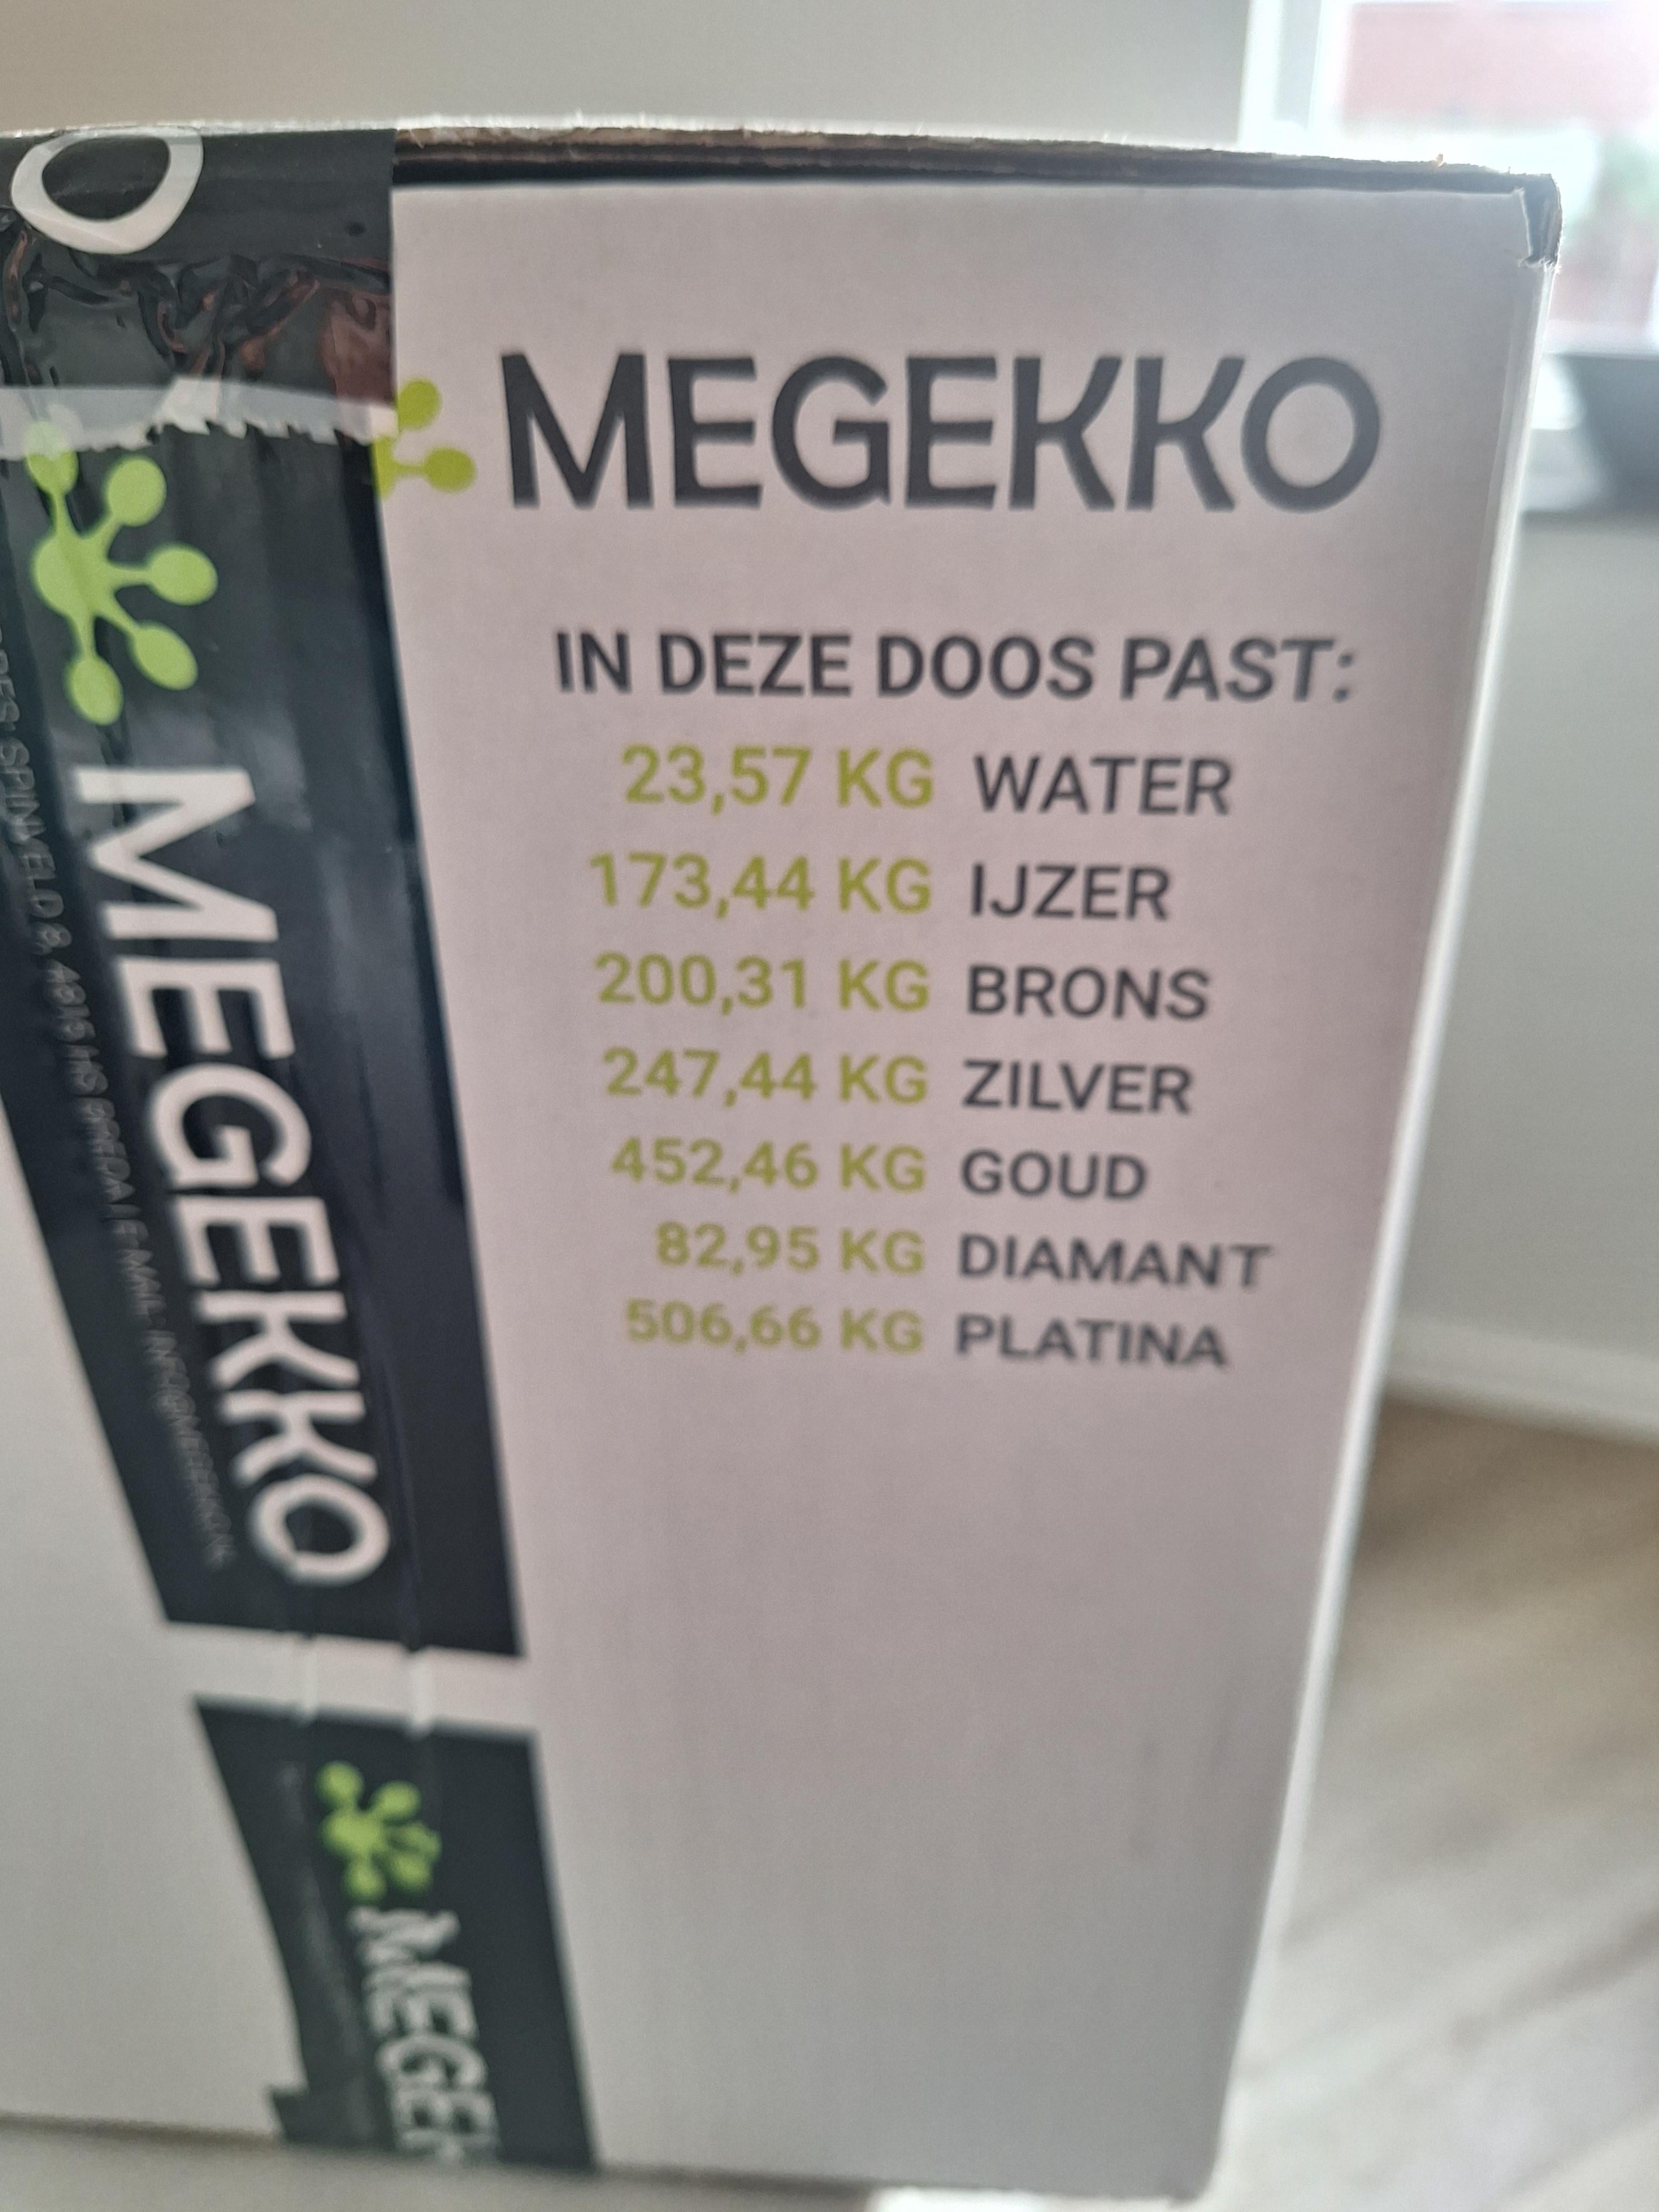 MEGEKKO
IN DEZE DOOS PAST:
23,57 KG WATER
173,44 KG IJZER
200,31 KG BRONS
247,44 KG ZILVER
452,46 KG GOUD
82,95 KG DIAMANT
506,66 KG PLATINA
O
MEGEKKO
MEGEK